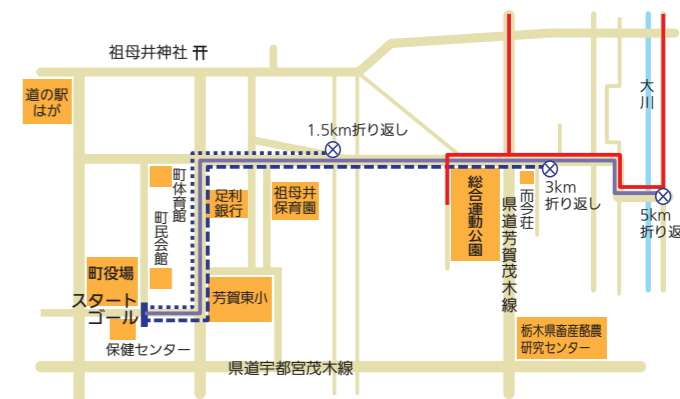 祖母井神社
道の駅
はが
大川
1.5km折り返し
町体育館
町民会館
足利
銀行
祖母井
保育園
総合運動公園
而今荘
3km
折り返し
5km
折り返
県道芳賀茂木線
町役場
スタート
ゴール
芳賀東小
保健センター
栃木県畜産酪農
研究センター
県道宇都宮茂木線